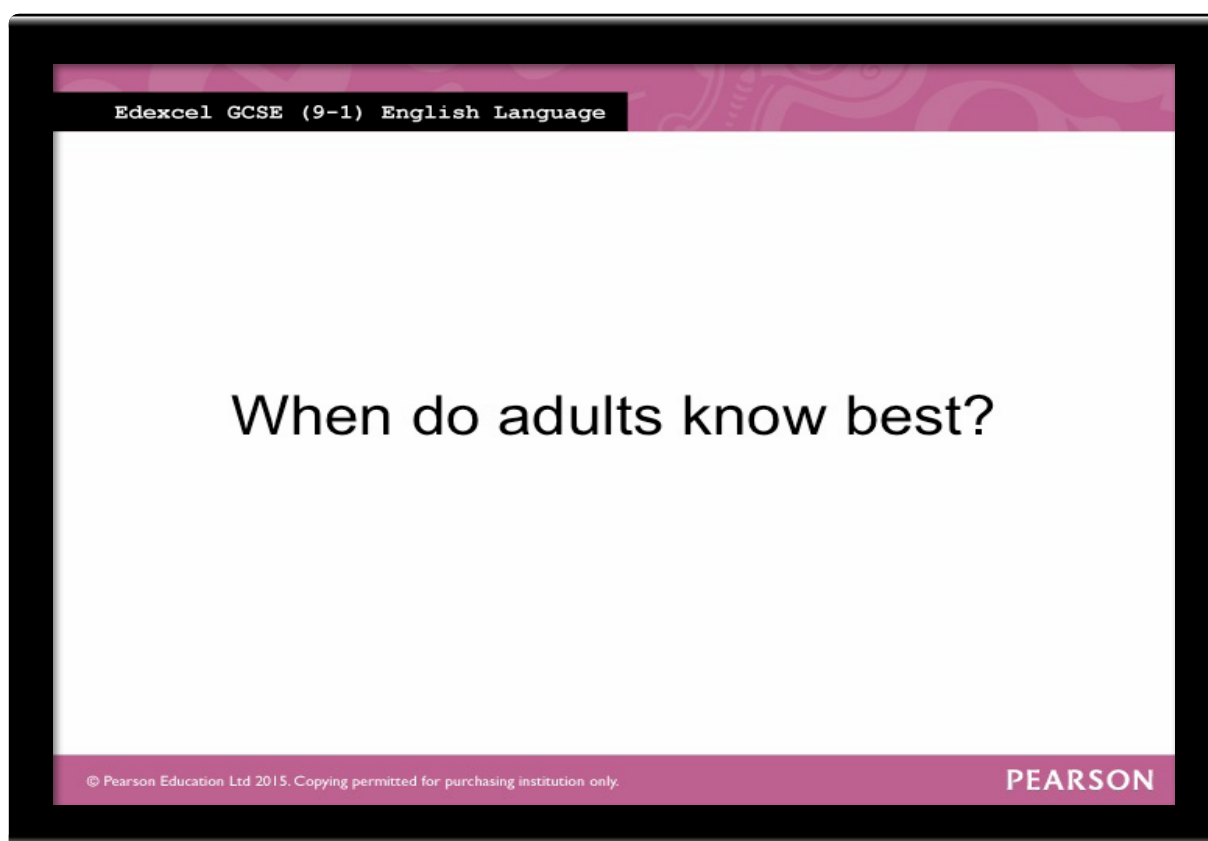 Edexcel GCSE (9-1) English Language
When do adults know best?
© Pearson Education Ltd 2015. Copying permitted for purchasing institution only.
PEARSON